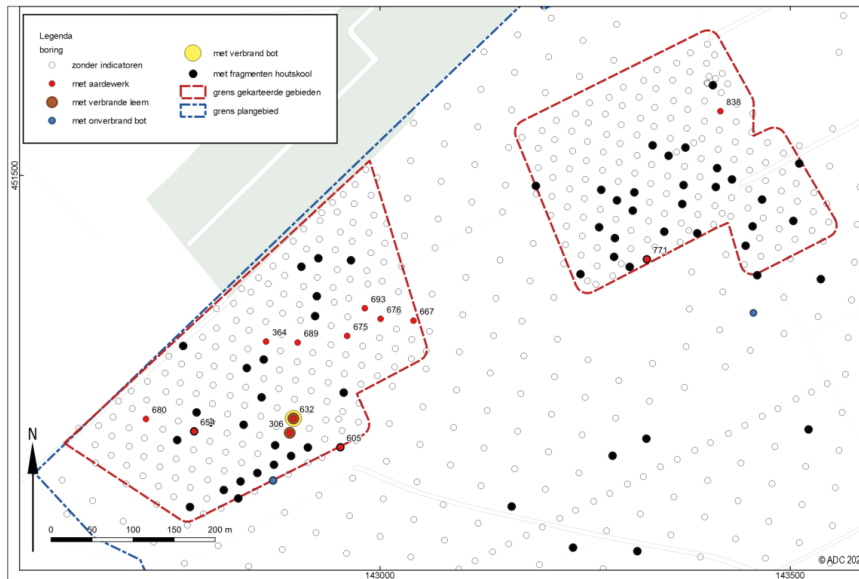 Legenda
boring
zonder indicatoren
met aardewerk
met verbrande leem
met onverbrand bot
met verbrand bot
met fragmenten houtskool
grens gekarteerde gebieden
grens plangebied
838
451500
771
693
676
667
675
364
689
680
654
632
306
605
N
0 50 100 150 200 m
143000
143500
© ADC 202